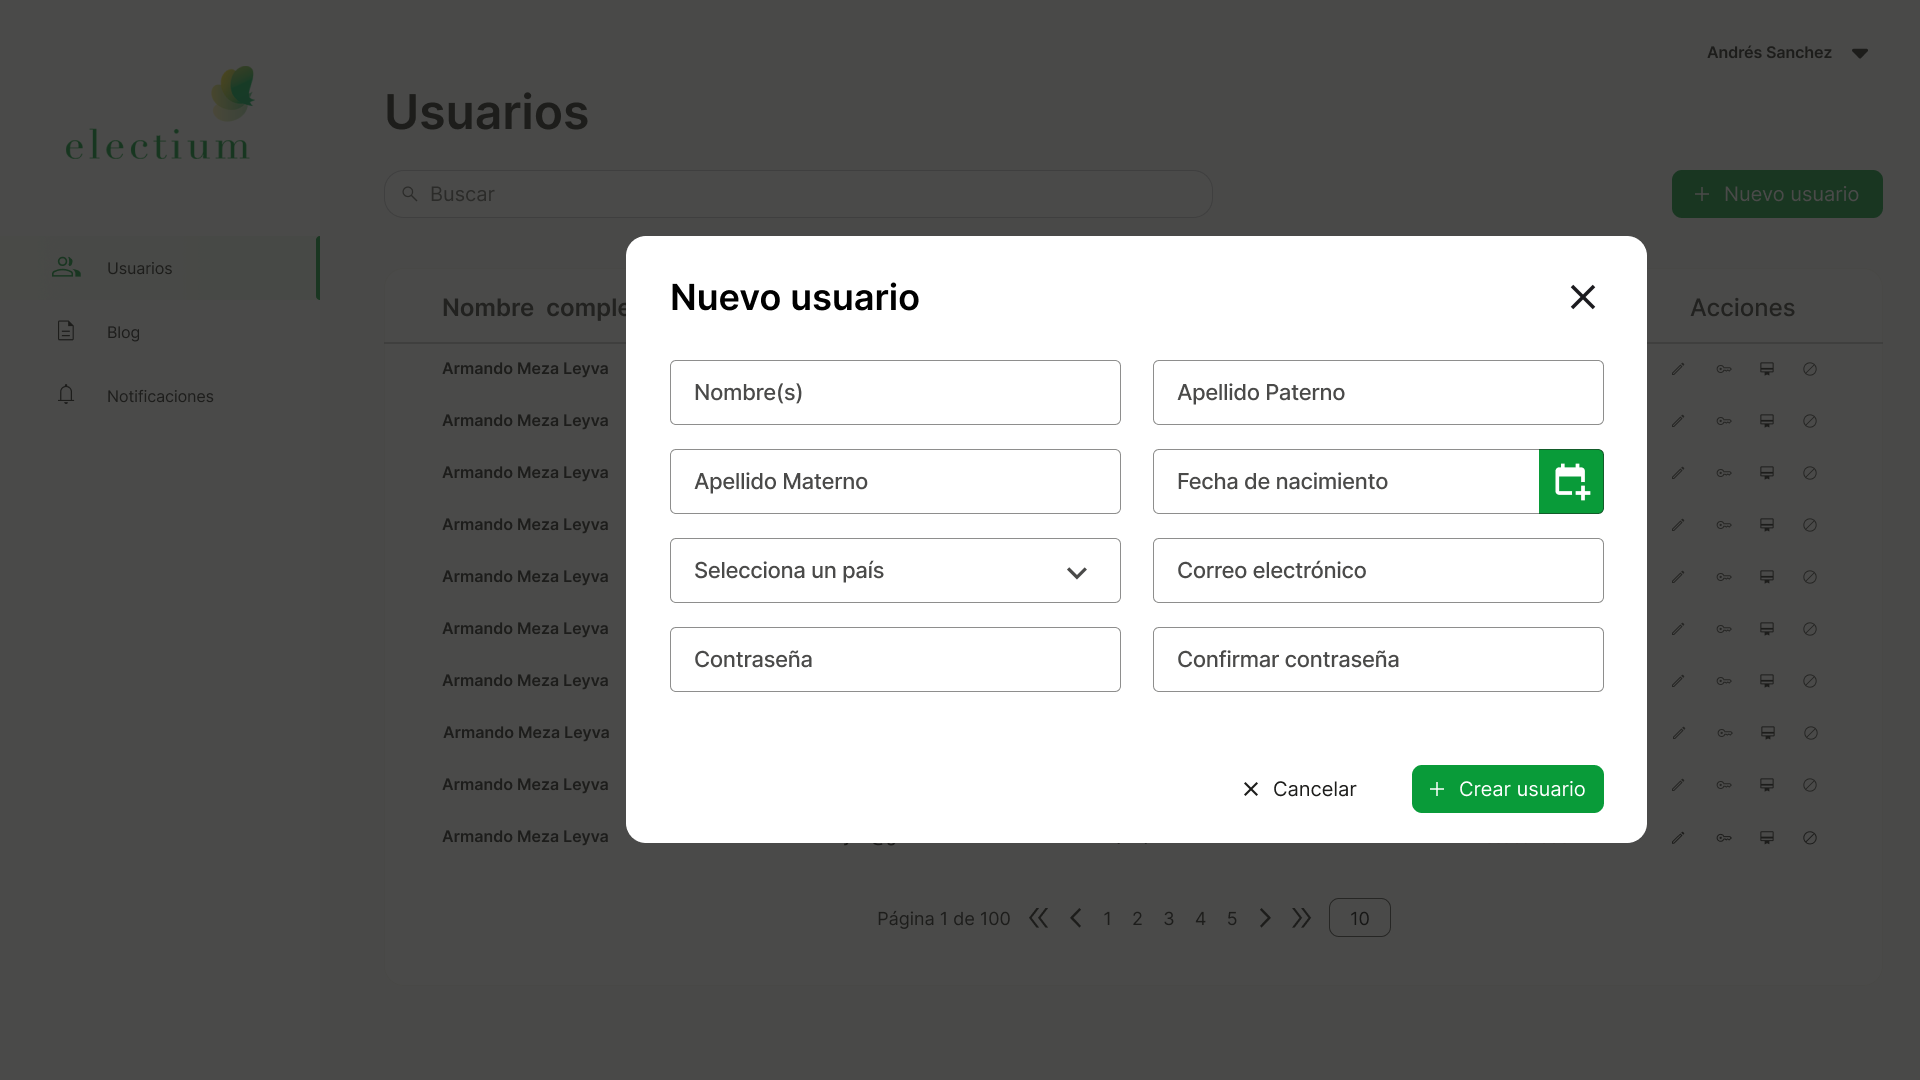 Andrés Sanchez
electium
Usuarios
Buscar
Nuevo usuario
Usuarios
Blog
Notificaciones
Nombre
Acciones
Nuevo usuario
Nombre(s)
Apellido Paterno
Apellido Materno
Fecha de nacimiento
Selecciona un país
Correo electrónico
Contraseña
Confirmar contraseña
Cancelar
Crear usuario
Armando Meza Leyva
Armando Meza Leyva
Armando Meza Leyva
Armando Meza Leyva
Armando Meza Leyva
Armando Meza Leyva
Armando Meza Leyva
Armando Meza Leyva
Armando Meza Leyva
Armando Meza Leyva
Página 1 de 100 1 2 3 4 5 10